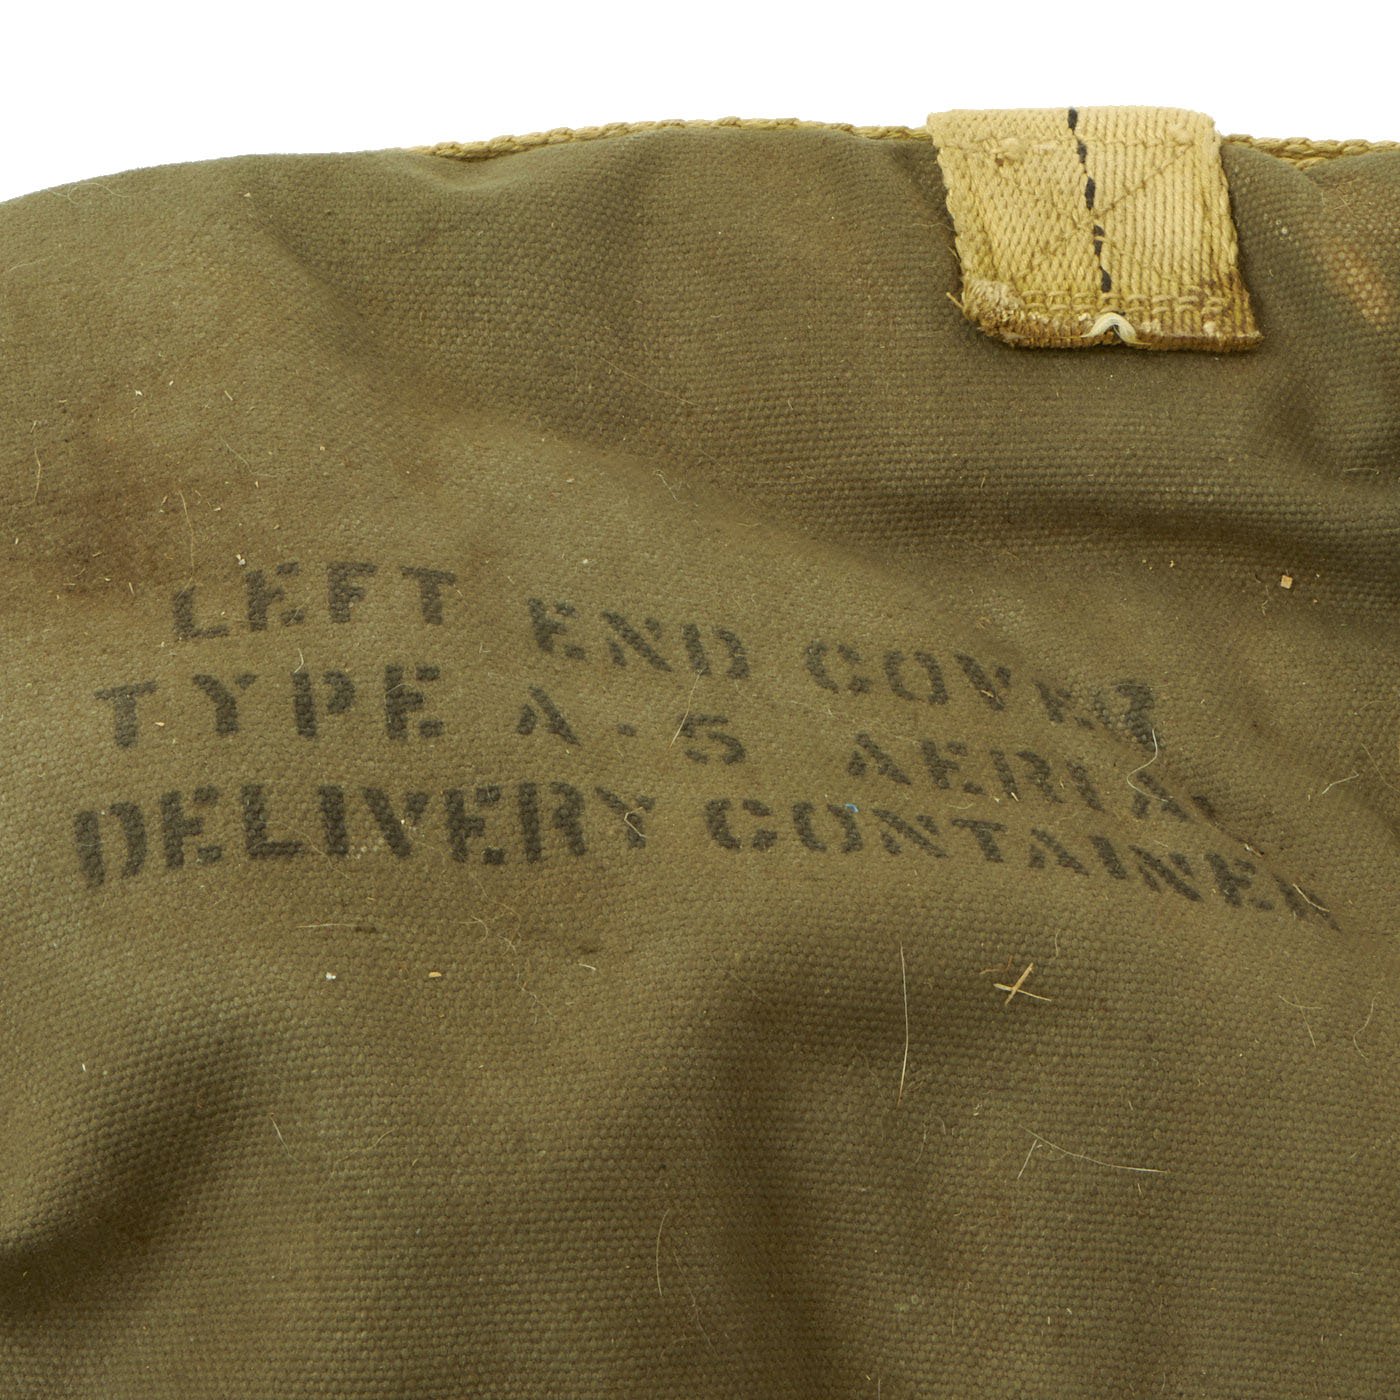 LEFT END COVER
TYPE A-5 AERIAL
DELIVERY CONTAINER